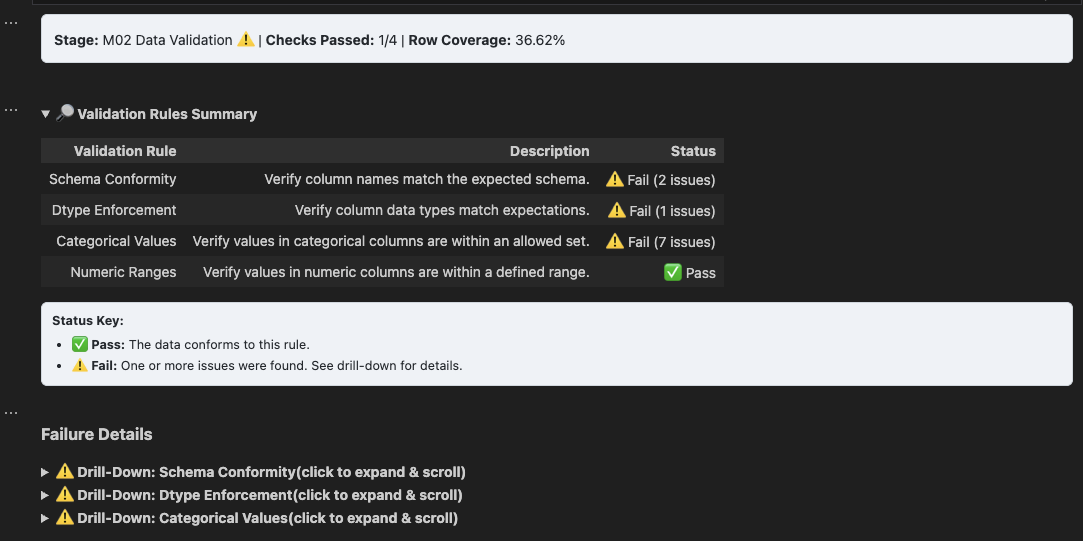 Stage: M02 Data Validation ⚠️ | Checks Passed: 1/4 | Row Coverage: 36.62%
▼ 🔎 Validation Rules Summary
Validation Rule Description Status
Schema Conformity Verify column names match the expected schema. ⚠️ Fail (2 issues)
Dtype Enforcement Verify column data types match expectations. ⚠️ Fail (1 issues)
Categorical Values Verify values in categorical columns are within an allowed set. ⚠️ Fail (7 issues)
Numeric Ranges Verify values in numeric columns are within a defined range. ✅ Pass
Status Key:
• ✅ Pass: The data conforms to this rule.
• ⚠️ Fail: One or more issues were found. See drill-down for details.
Failure Details
▶ ⚠️ Drill-Down: Schema Conformity(click to expand & scroll)
▶ ⚠️ Drill-Down: Dtype Enforcement(click to expand & scroll)
▶ ⚠️ Drill-Down: Categorical Values(click to expand & scroll)